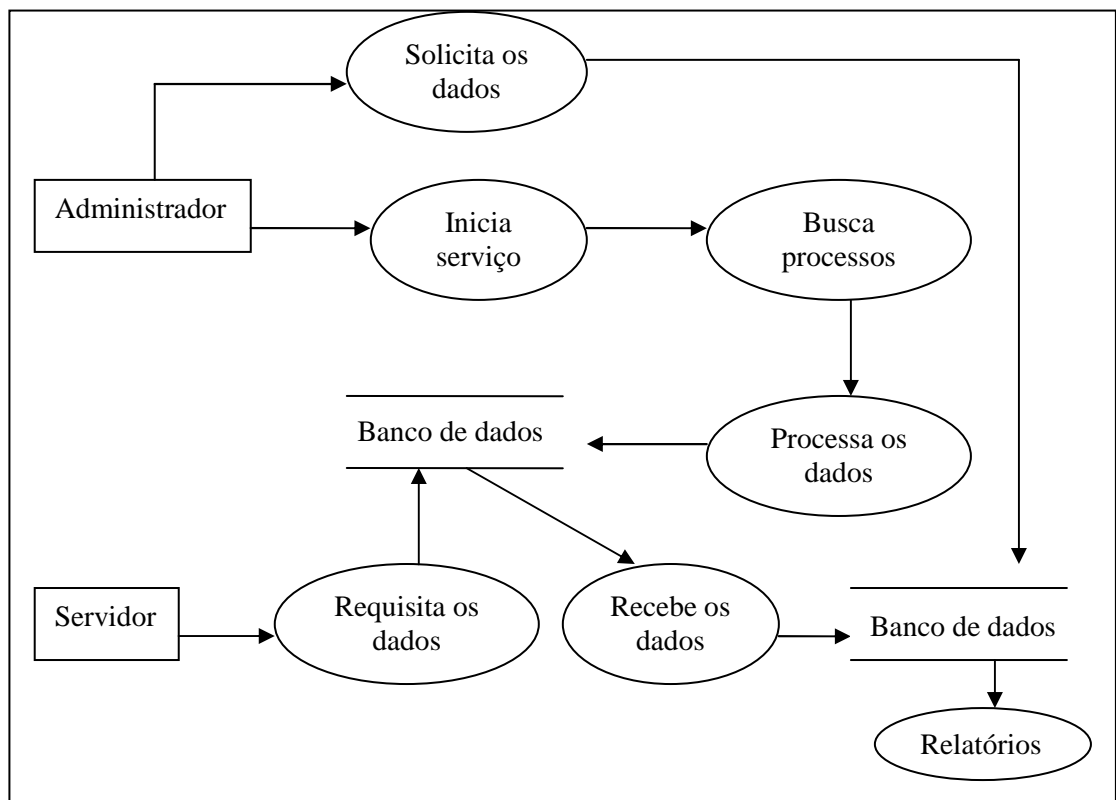 Solicita os
dados
Administrador
Inicia
serviço
Busca
processos
Banco de dados
Processa os
dados
Servidor
Requisita os
dados
Recebe os
dados
Banco de dados
Relatórios